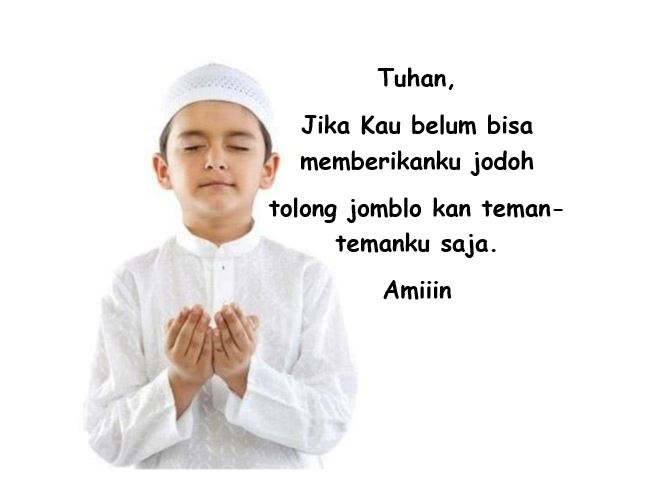 Tuhan,
Jika Kau belum bisa
memberikanku jodoh
tolong jomblo kan teman-
temanku saja.
Amiiin